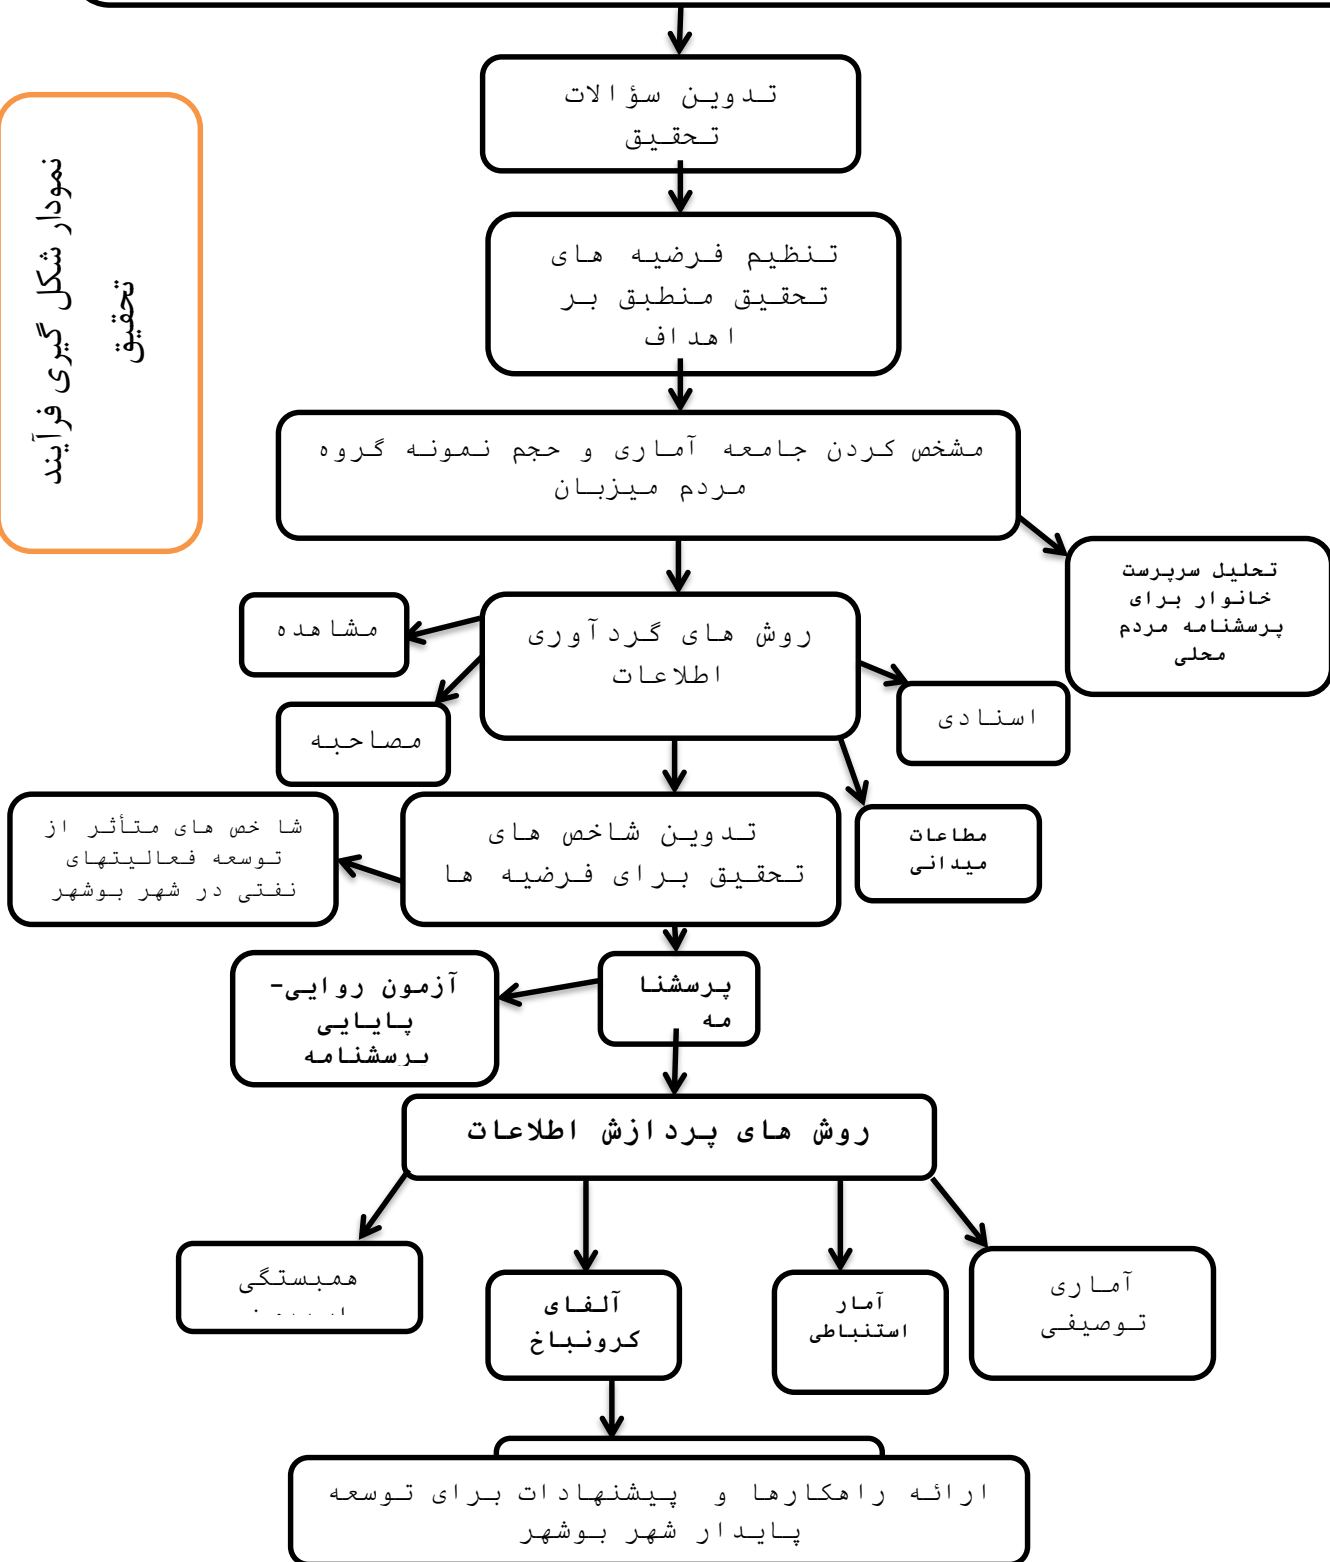 تدوین سؤالات
تحقیق
نمودار شکل گیری فرآیند
تحقیق
تنظیم فرضیه های
تحقیق منطبق بر
اهداف
مشخص کردن جامعه آماری و حجم نمونه گروه
مردم میزبان
تحلیل سرپرست
خانوار برای
پرسشنامه مردم
محلی
روش های گردآوری
اطلاعات
مشاهده
مصاحبه
اسنادی
مطاعات
میدانی
تدوین شاخص های
تحقیق برای فرضیه ها
شا خص های متأثر از
توسعه فعالیتهای
نفتی در شهر بوشهر
پرسشنا
مه
آزمون روایی-
پایایی
پرسشنامه
روش های پردازش اطلاعات
آماری
توصیفی
آمار
استنباطی
آلفای
کرونباخ
همبستگی
ارائه راهکارها و پیشنهادات برای توسعه
پایدار شهر بوشهر